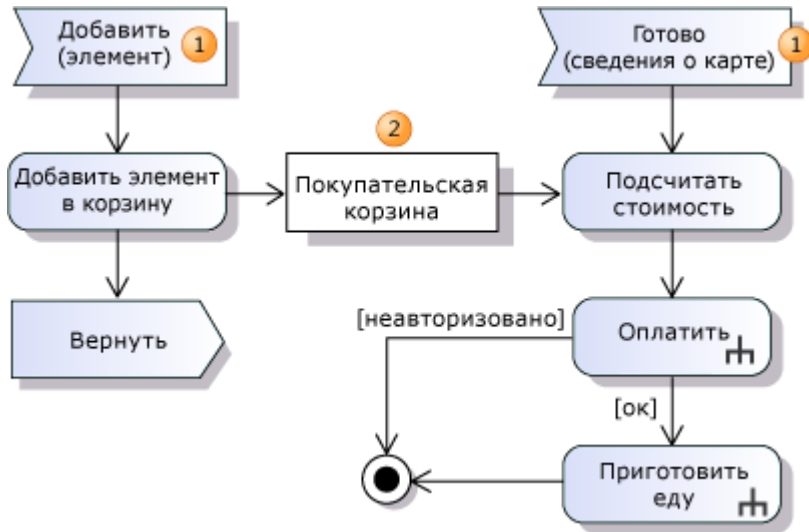 Добавить
(элемент)
1
Готово
(сведения о карте)
1
2
Добавить элемент
в корзину
Покупательская
корзина
Подсчитать
стоимость
Вернуть
[неавторизовано]
Оплатить
[ок]
Приготовить
еду